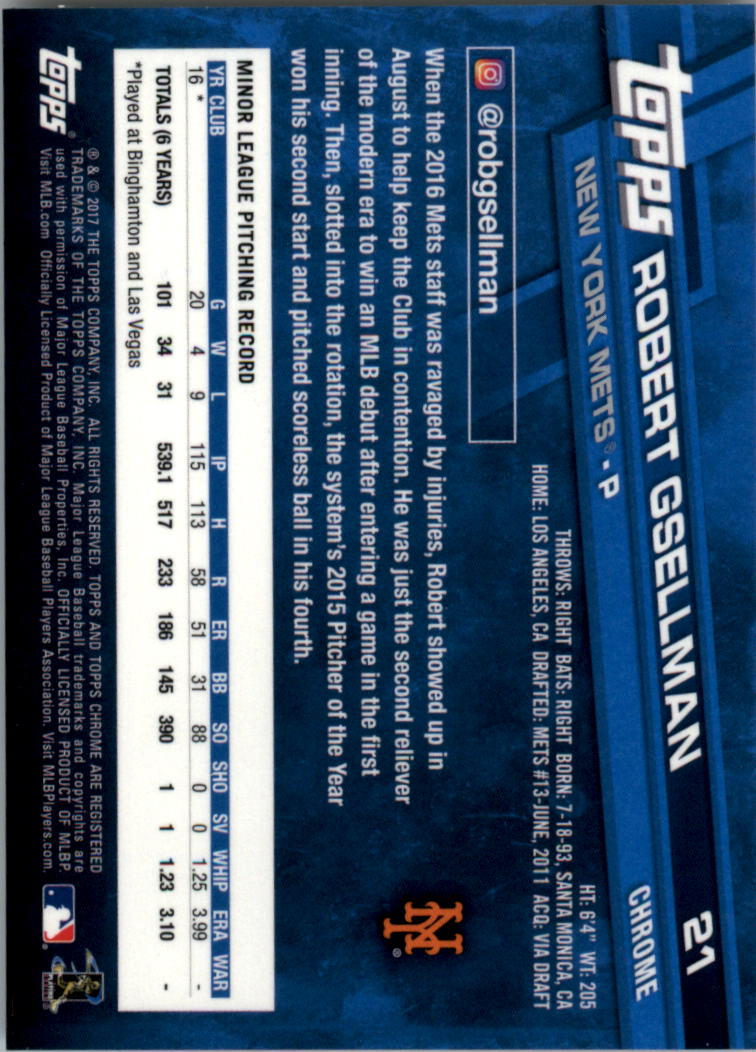 topps
ROBERT GSELLMAN
21
NEW YORK METS® • P
CHROME
HT: 6'4" WT: 205
THROWS: RIGHT BATS: RIGHT BORN: 7-18-93, SANTA MONICA, CA
HOME: LOS ANGELES, CA DRAFTED: METS #13-JUNE, 2011 ACQ: VIA DRAFT
@robgsellman
When the 2016 Mets staff was ravaged by injuries, Robert showed up in
August to help keep the Club in contention. He was just the second reliever
of the modern era to win an MLB debut after entering a game in the first
inning. Then, slotted into the rotation, the system's 2015 Pitcher of the Year
won his second start and pitched scoreless ball in his fourth.
NY ®
MINOR LEAGUE PITCHING RECORD
YR CLUB G W L IP H R ER BB SO SHO SV WHIP ERA WAR
16 * 20 4 9 115 113 58 51 31 88 0 0 1.25 3.99 -
TOTALS (6 YEARS) 101 34 31 539.1 517 233 186 145 390 1 1 1.23 3.10 -
*Played at Binghamton and Las Vegas
topps®
® & © 2017 THE TOPPS COMPANY, INC. ALL RIGHTS RESERVED. TOPPS AND TOPPS CHROME ARE REGISTERED
TRADEMARKS OF THE TOPPS COMPANY, INC. Major League Baseball trademarks and copyrights are
used with permission of Major League Baseball Properties, Inc. OFFICIALLY LICENSED PRODUCT OF MLBP.
Visit MLB.com Officially Licensed Product of Major League Baseball Players Association. Visit MLBPlayers.com.